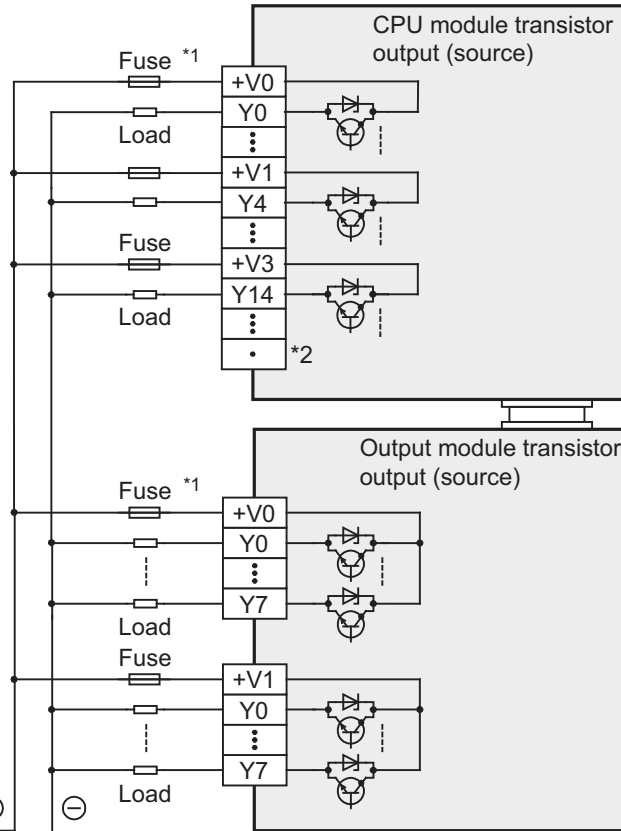 CPU module transistor
output (source)
Fuse *1
+V0
Y0
Load
+V1
Y4
Fuse
+V3
Y14
Load
*2
Output module transistor
output (source)
Fuse *1
+V0
Y0
Y7
Load
Fuse
+V1
Y0
Y7
Load